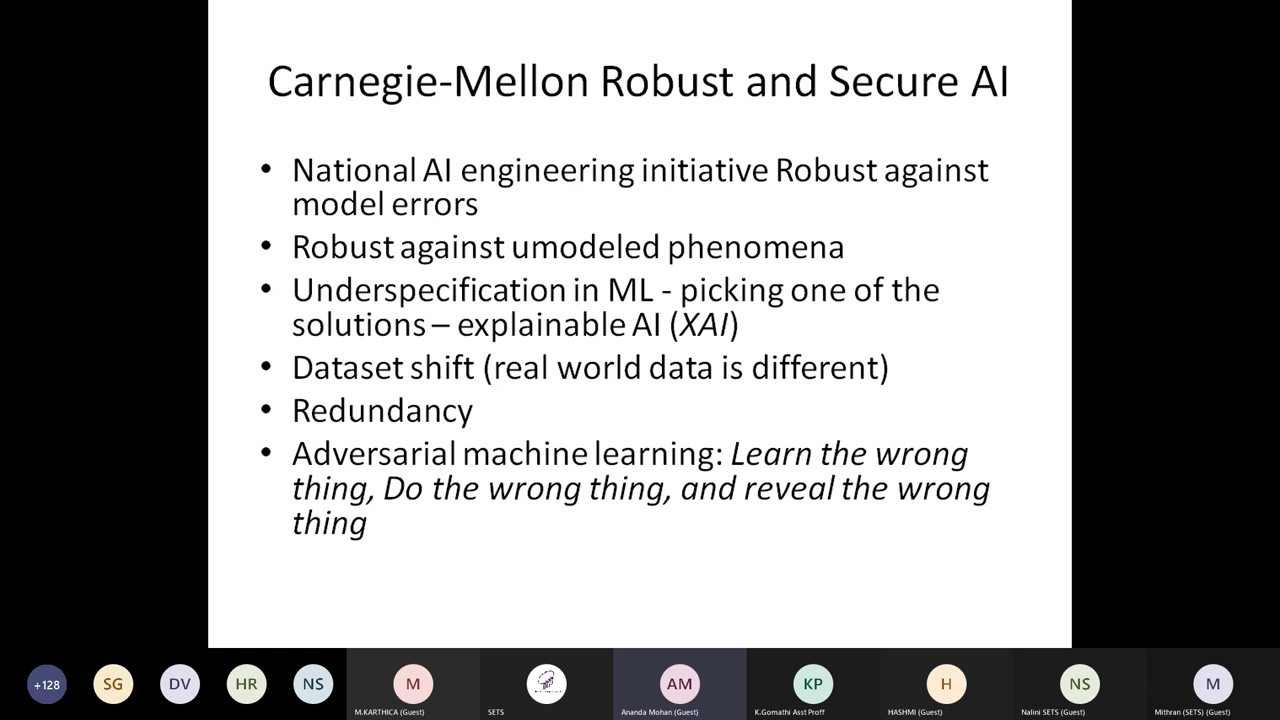 Carnegie-Mellon Robust and Secure AI
• National AI engineering initiative Robust against
model errors
• Robust against umodeled phenomena
• Underspecification in ML - picking one of the
solutions – explainable AI (XAI)
• Dataset shift (real world data is different)
• Redundancy
• Adversarial machine learning: Learn the wrong
thing, Do the wrong thing, and reveal the wrong
thing
+128 SG DV HR NS M AM KP H NS M
M.KARTHICA (Guest) SETS Ananda Mohan (Guest) K.Gomathi Asst Proff HASHMI (Guest) Nalini SETS (Guest) Mithran (SETS) (Guest)